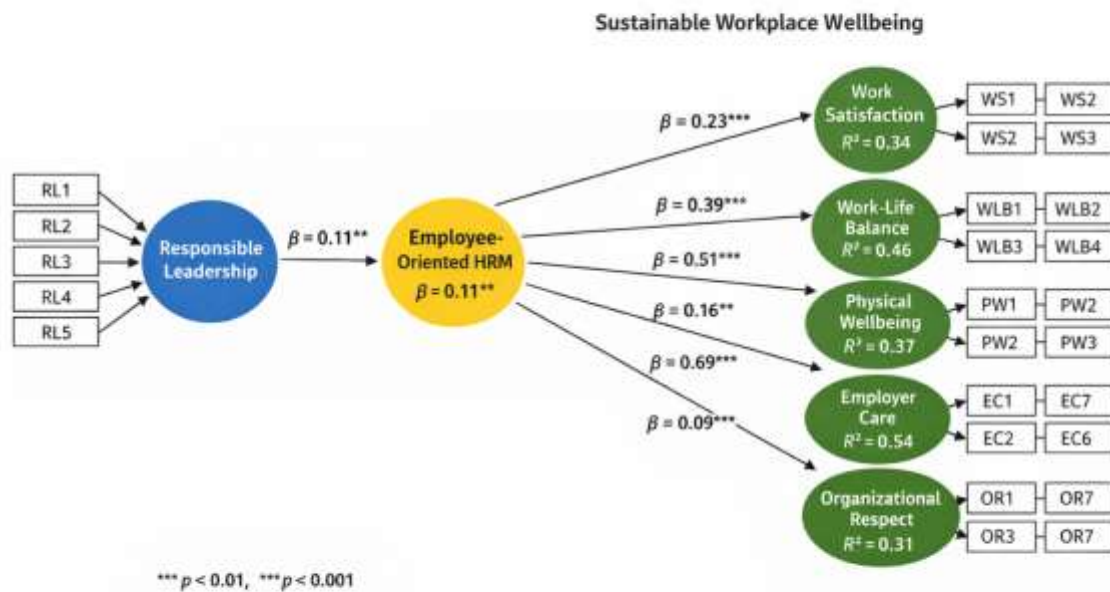 Sustainable Workplace Wellbeing
RL1
RL2
RL3
RL4
RL5
Responsible
Leadership
β = 0.11**
Employee-
Oriented HRM
β = 0.11**
β = 0.23***
β = 0.39***
β = 0.51***
β = 0.16**
β = 0.69***
β = 0.09***
Work
Satisfaction
R² = 0.34
WS1 WS2
WS2 WS3
Work-Life
Balance
R² = 0.46
WLB1 WLB2
WLB3 WLB4
Physical
Wellbeing
R² = 0.37
PW1 PW2
PW2 PW3
Employer
Care
R² = 0.54
EC1 EC7
EC2 EC6
Organizational
Respect
R² = 0.31
OR1 OR7
OR3 OR7
*** p < 0.01, *** p < 0.001